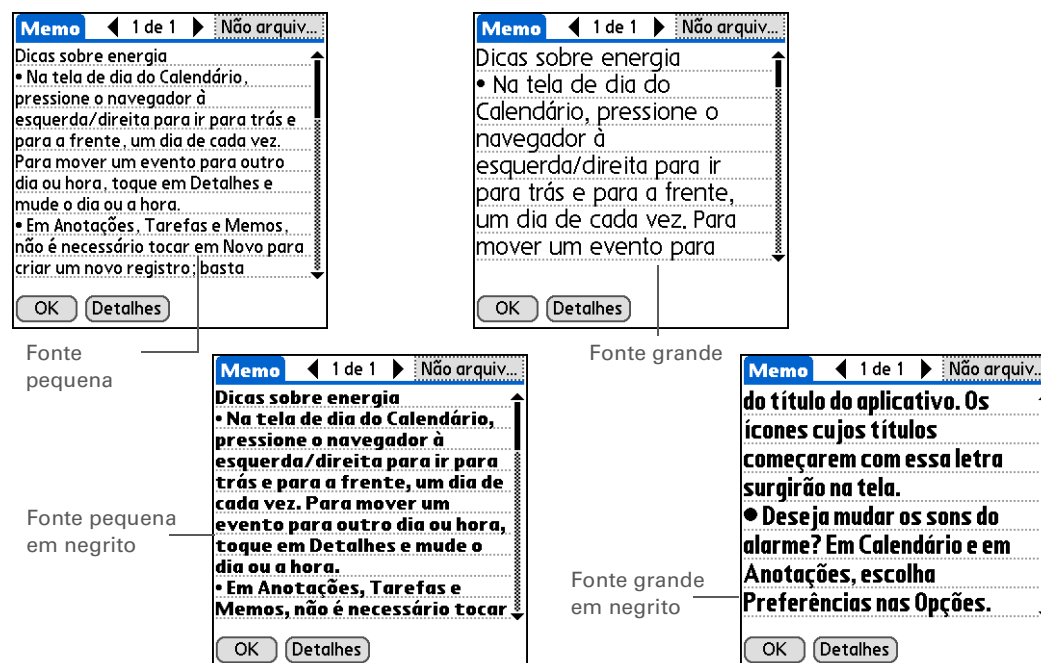 Memo 1 de 1 Não arquiv...
Dicas sobre energia
• Na tela de dia do Calendário,
pressione o navegador à
esquerda/direita para ir para trás e
para a frente, um dia de cada vez.
Para mover um evento para outro
dia ou hora, toque em Detalhes e
mude o dia ou a hora.
• Em Anotações, Tarefas e Memos,
não é necessário tocar em Novo para
criar um novo registro; basta
OK Detalhes
Fonte
pequena
Memo 1 de 1 Não arquiv...
Dicas sobre energia
• Na tela de dia do
Calendário, pressione o
navegador à
esquerda/direita para ir
para trás e para a frente,
um dia de cada vez. Para
mover um evento para
OK Detalhes
Fonte grande
Memo 1 de 1 Não arquiv...
Dicas sobre energia
• Na tela de dia do Calendário,
pressione o navegador à
esquerda/direita para ir para
trás e para a frente, um dia de
cada vez. Para mover um
evento para outro dia ou hora,
toque em Detalhes e mude o
dia ou a hora.
• Em Anotações, Tarefas e
Memos, não é necessário tocar
OK Detalhes
Fonte pequena
em negrito
Memo 1 de 1 Não arquiv...
do título do aplicativo. Os
ícones cujos títulos
começarem com essa letra
surgirão na tela.
• Deseja mudar os sons do
alarme? Em Calendário e em
Anotações, escolha
Preferências nas Opções.
OK Detalhes
Fonte grande
em negrito